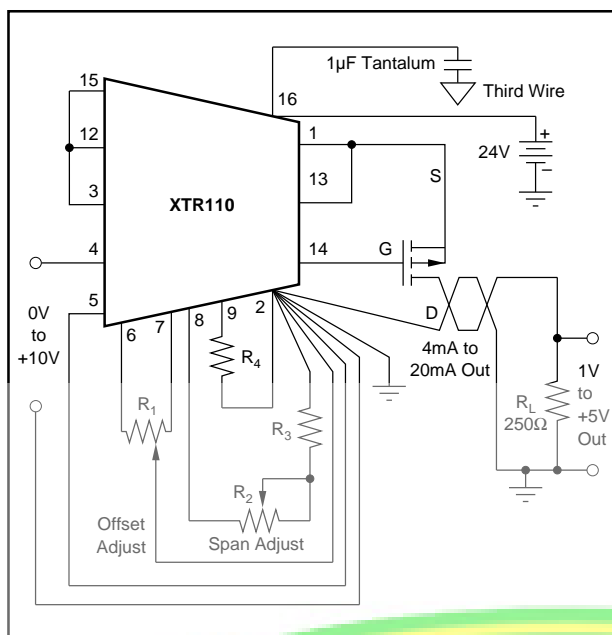 15
1µF Tantalum
16
Third Wire
12
1
+
24V
–
3
13
S
XTR110
4
14
G
0V
to
+10V
5
2
D
6
7
8
9
4mA to
20mA Out
R4
1V
to
+5V
Out
R1
R3
RL
250Ω
R2
Offset
Adjust
Span Adjust